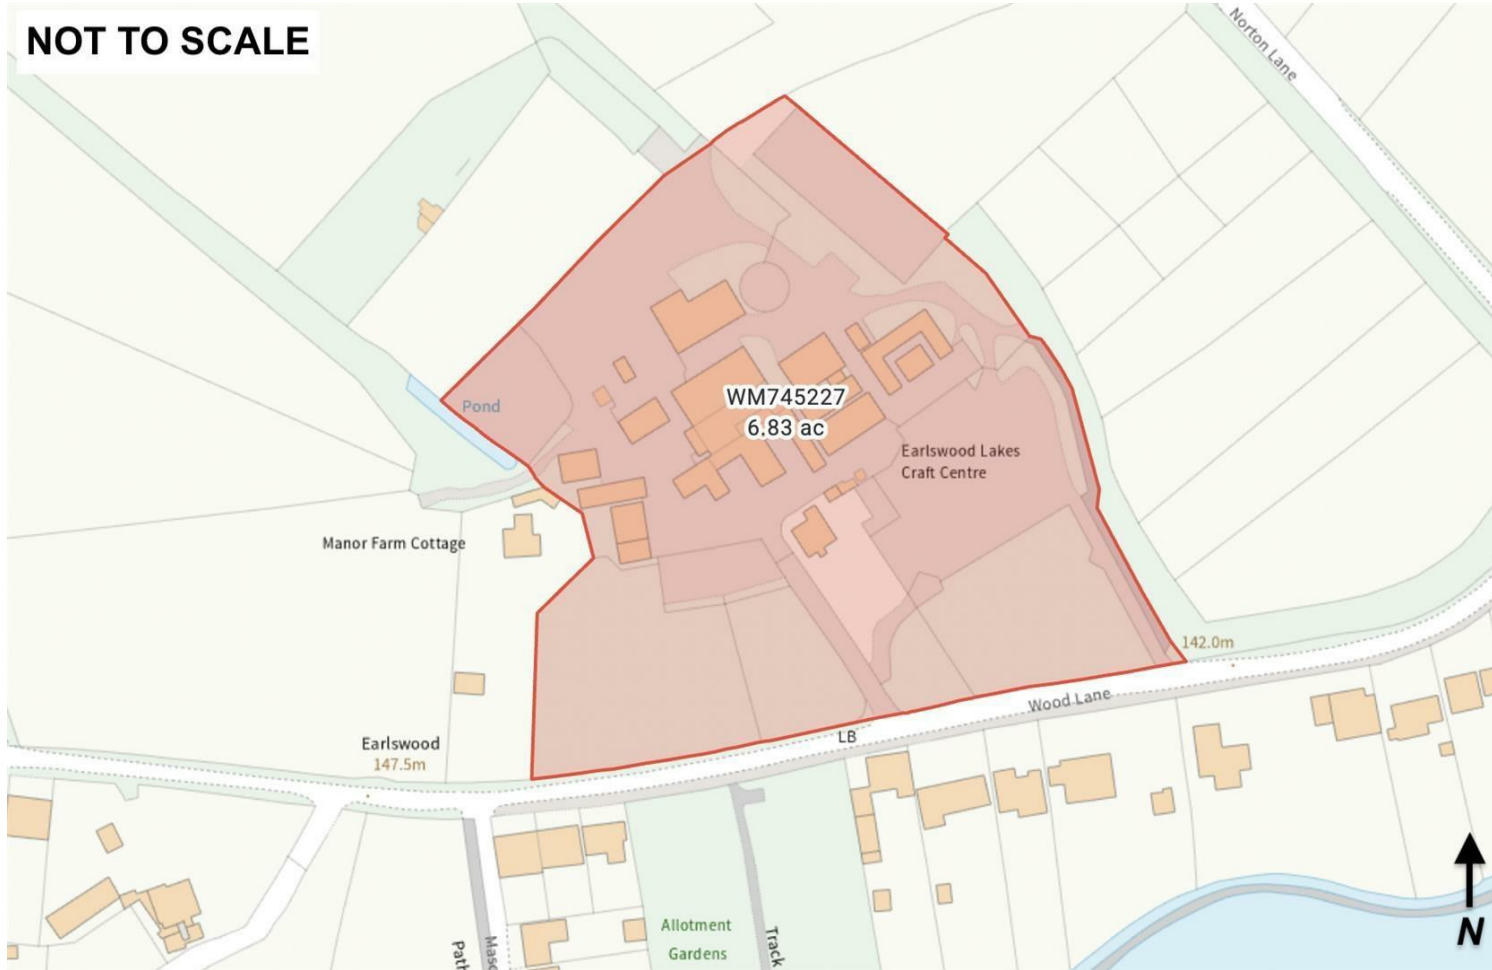 NOT TO SCALE
Norton Lane
WM745227
6.83 ac
Pond
Earlswood Lakes
Craft Centre
Manor Farm Cottage
142.0m
Wood Lane
LB
Earlswood
147.5m
Allotment
Gardens
Track
Path
N